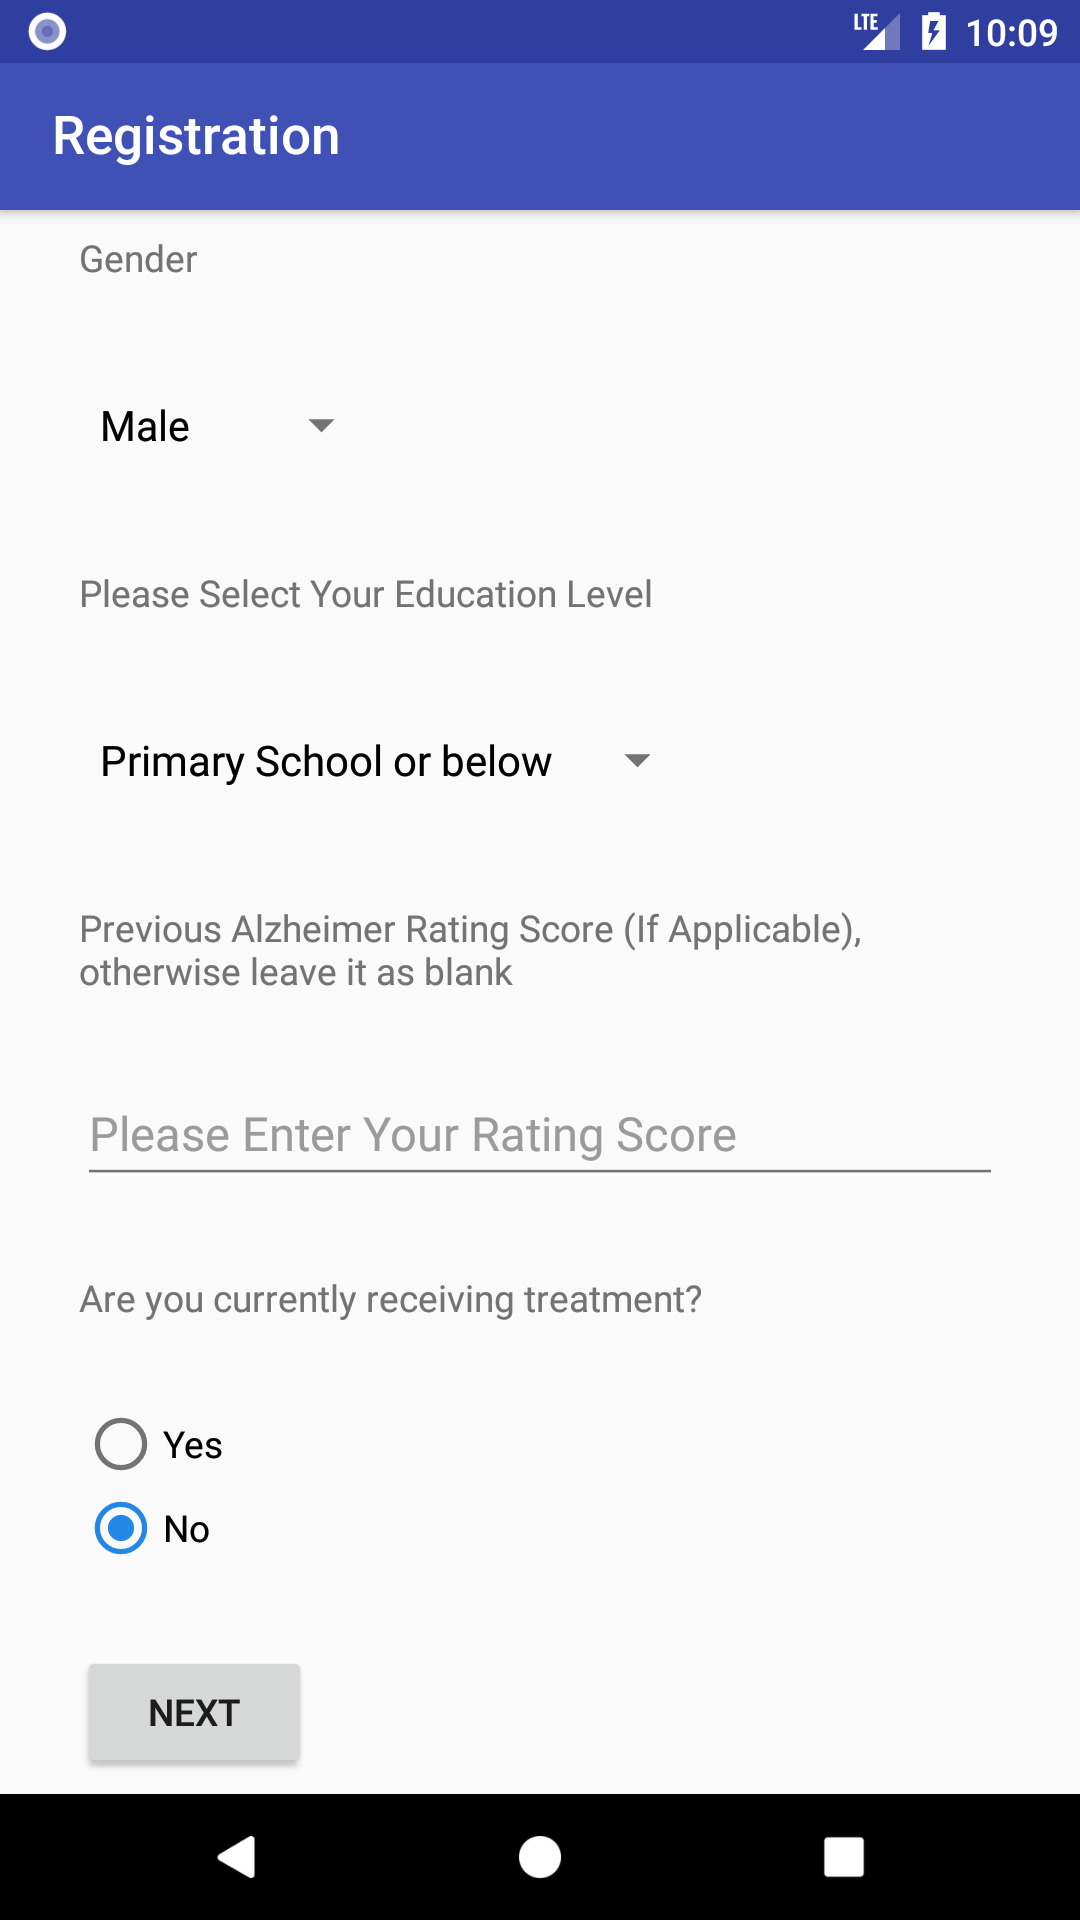 LTE 10:09
Registration
Gender
Male
Please Select Your Education Level
Primary School or below
Previous Alzheimer Rating Score (If Applicable),
otherwise leave it as blank
Please Enter Your Rating Score
Are you currently receiving treatment?
Yes
No
NEXT